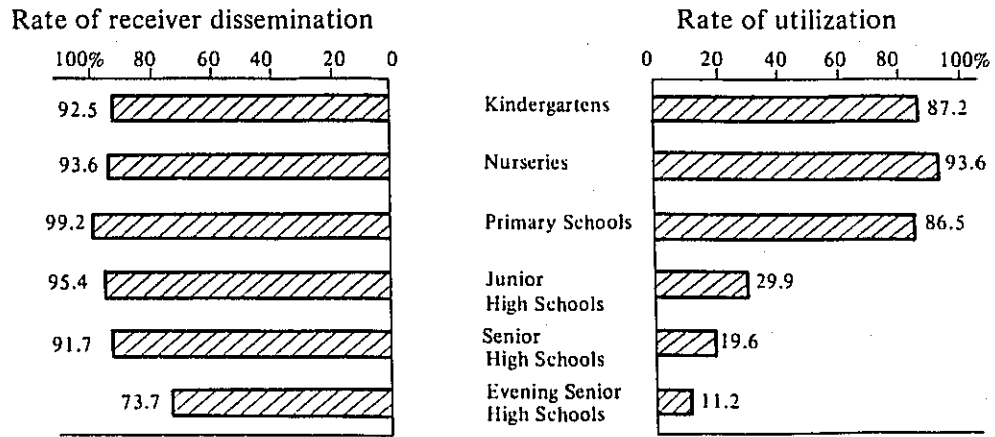 Rate of receiver dissemination
Rate of utilization
100% 80 60 40 20 0
0 20 40 60 80 100%
92.5 Kindergartens 87.2
93.6 Nurseries 93.6
99.2 Primary Schools 86.5
95.4 Junior 29.9
High Schools
91.7 Senior 19.6
High Schools
73.7 Evening Senior 11.2
High Schools